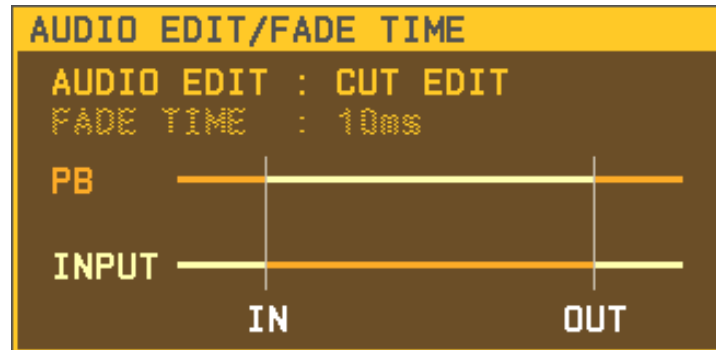 AUDIO EDIT/FADE TIME
AUDIO EDIT : CUT EDIT
FADE TIME : 10ms
PB
INPUT
IN OUT